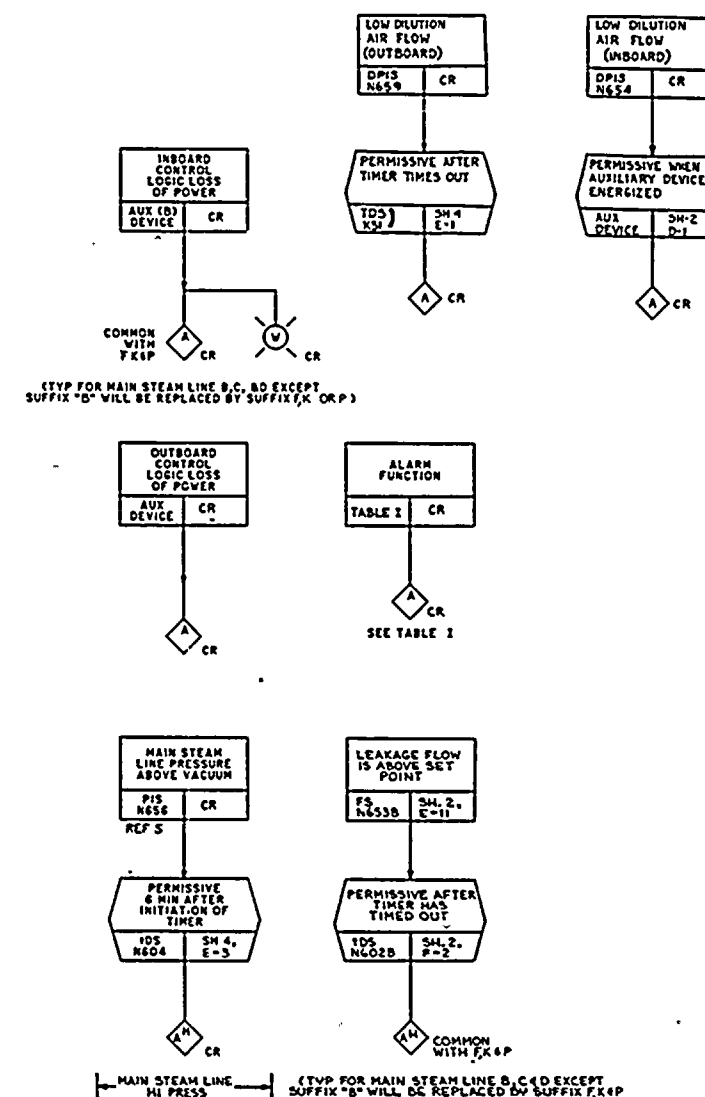 LOW DILUTION
AIR FLOW
(OUTBOARD)
DPIS
N659
CR
PERMISSIVE AFTER
TIMER TIMES OUT
TDS
K51
SH 4
E-1
A
CR
LOW DILUTION
AIR FLOW
(INBOARD)
DPIS
N654
CR
PERMISSIVE WHEN
AUXILIARY DEVICE
ENERGIZED
AUX
DEVICE
SH-2
D-1
A
CR
INBOARD
CONTROL
LOGIC LOSS
OF POWER
AUX (B)
DEVICE
CR
COMMON
WITH
F,K&P
A
CR
W
CR
(TYP FOR MAIN STEAM LINE B,C, &D EXCEPT
SUFFIX "B" WILL BE REPLACED BY SUFFIX F,K OR P)
OUTBOARD
CONTROL
LOGIC LOSS
OF POWER
AUX
DEVICE
CR
A
CR
ALARM
FUNCTION
TABLE I
CR
A
CR
SEE TABLE I
MAIN STEAM
LINE PRESSURE
ABOVE VACUUM
PIS
N656
CR
REF 5
PERMISSIVE
6 MIN AFTER
INITIATION OF
TIMER
TDS
N604
SH 4,
E-3
AH
CR
MAIN STEAM LINE
HI PRESS
LEAKAGE FLOW
IS ABOVE SET
POINT
FS
N653B
SH. 2,
E-11
PERMISSIVE AFTER
TIMER HAS
TIMED OUT
TDS
N602B
SH. 2,
F-2
AH
COMMON
WITH F,K&P
(TYP FOR MAIN STEAM LINE B,C&D EXCEPT
SUFFIX "B" WILL BE REPLACED BY SUFFIX F,K&P